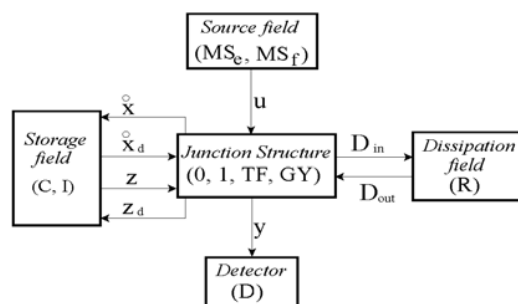 Source field
(MSe, MSf)
u
x̊
Storage
field
(C, I)
x̊d
z
zd
Junction Structure
(0, 1, TF, GY)
Din
Dout
Dissipation
field
(R)
y
Detector
(D)